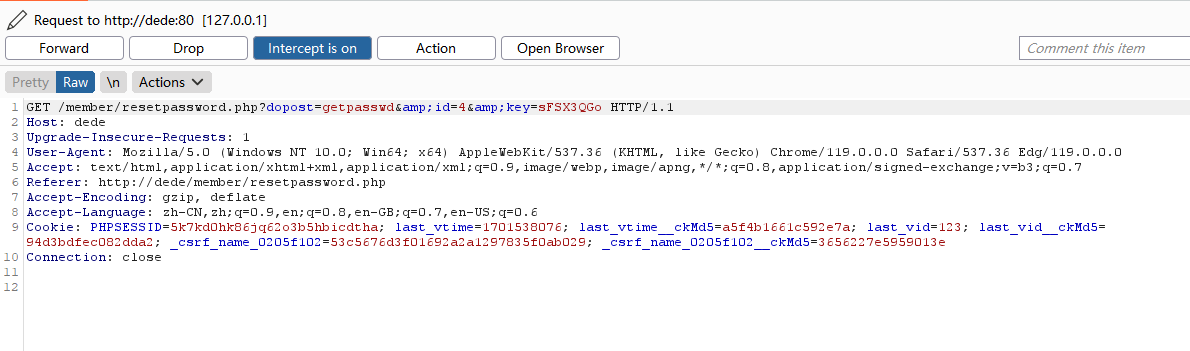 Request to http://dede:80 [127.0.0.1]
Forward Drop Intercept is on Action Open Browser Comment this item
Pretty Raw \n Actions
1 GET /member/resetpassword.php?dopost=getpasswd&amp;id=4&amp;key=sFSX3QGo HTTP/1.1
2 Host: dede
3 Upgrade-Insecure-Requests: 1
4 User-Agent: Mozilla/5.0 (Windows NT 10.0; Win64; x64) AppleWebKit/537.36 (KHTML, like Gecko) Chrome/119.0.0.0 Safari/537.36 Edg/119.0.0.0
5 Accept: text/html,application/xhtml+xml,application/xml;q=0.9,image/webp,image/apng,*/*;q=0.8,application/signed-exchange;v=b3;q=0.7
6 Referer: http://dede/member/resetpassword.php
7 Accept-Encoding: gzip, deflate
8 Accept-Language: zh-CN,zh;q=0.9,en;q=0.8,en-GB;q=0.7,en-US;q=0.6
9 Cookie: PHPSESSID=5k7kd0hk86jq62o3b5hbicdtha; last_vtime=1701538076; last_vtime__ckMd5=a5f4b1661c592e7a; last_vid=123; last_vid__ckMd5=
94d3bdfec082dda2; _csrf_name_0205f102=53c5676d3f01692a2a1297835f0ab029; _csrf_name_0205f102__ckMd5=3656227e5959013e
10 Connection: close
11
12